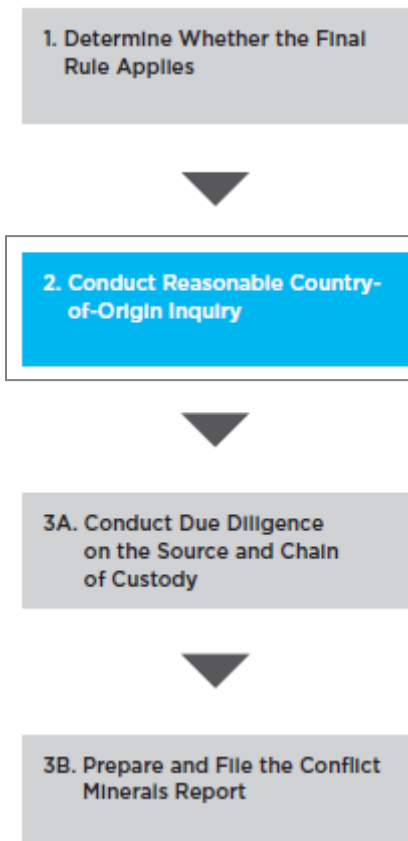 1. Determine Whether the Final
Rule Applies
2. Conduct Reasonable Country-
of-Origin Inquiry
3A. Conduct Due Diligence
on the Source and Chain
of Custody
3B. Prepare and File the Conflict
Minerals Report